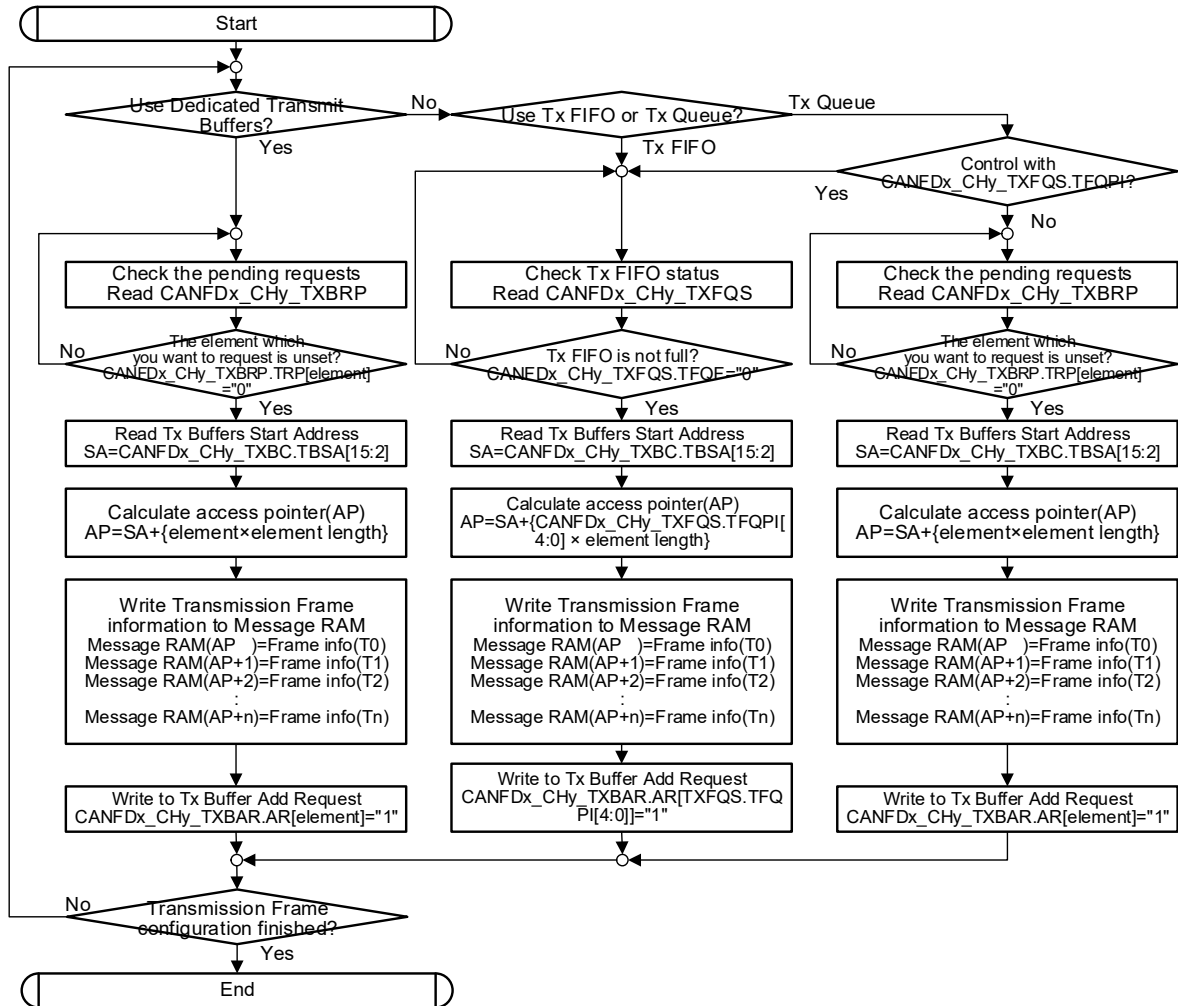 Start
Use Dedicated Transmit
Buffers?
No
Yes
Use Tx FIFO or Tx Queue?
Tx Queue
Tx FIFO
Control with
CANFDx_CHy_TXFQS.TFQPI?
Yes
No
Check the pending requests
Read CANFDx_CHy_TXBRP
The element which
you want to request is unset?
CANFDx_CHy_TXBRP.TRP[element]
="0"
No
Yes
Read Tx Buffers Start Address
SA=CANFDx_CHy_TXBC.TBSA[15:2]
Calculate access pointer(AP)
AP=SA+{element×element length}
Write Transmission Frame
information to Message RAM
Message RAM(AP )=Frame info(T0)
Message RAM(AP+1)=Frame info(T1)
Message RAM(AP+2)=Frame info(T2)
:
Message RAM(AP+n)=Frame info(Tn)
Write to Tx Buffer Add Request
CANFDx_CHy_TXBAR.AR[element]="1"
Check Tx FIFO status
Read CANFDx_CHy_TXFQS
Tx FIFO is not full?
CANFDx_CHy_TXFQS.TFQF="0"
No
Yes
Read Tx Buffers Start Address
SA=CANFDx_CHy_TXBC.TBSA[15:2]
Calculate access pointer(AP)
AP=SA+{CANFDx_CHy_TXFQS.TFQPI[
4:0] × element length}
Write Transmission Frame
information to Message RAM
Message RAM(AP )=Frame info(T0)
Message RAM(AP+1)=Frame info(T1)
Message RAM(AP+2)=Frame info(T2)
:
Message RAM(AP+n)=Frame info(Tn)
Write to Tx Buffer Add Request
CANFDx_CHy_TXBAR.AR[TXFQS.TFQ
PI[4:0]]="1"
Check the pending requests
Read CANFDx_CHy_TXBRP
The element which
you want to request is unset?
CANFDx_CHy_TXBRP.TRP[element]
="0"
No
Yes
Read Tx Buffers Start Address
SA=CANFDx_CHy_TXBC.TBSA[15:2]
Calculate access pointer(AP)
AP=SA+{element×element length}
Write Transmission Frame
information to Message RAM
Message RAM(AP )=Frame info(T0)
Message RAM(AP+1)=Frame info(T1)
Message RAM(AP+2)=Frame info(T2)
:
Message RAM(AP+n)=Frame info(Tn)
Write to Tx Buffer Add Request
CANFDx_CHy_TXBAR.AR[element]="1"
No
Transmission Frame
configuration finished?
Yes
End